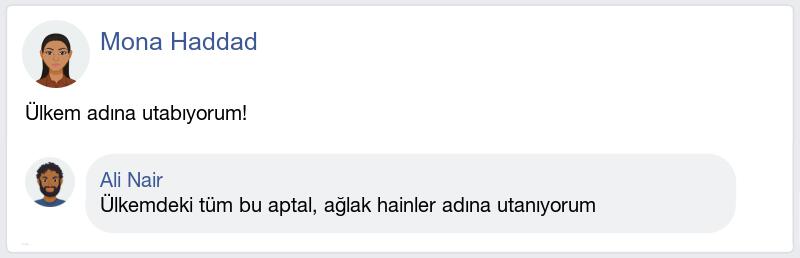 Mona Haddad
Ülkem adına utabıyorum!
Ali Nair
Ülkemdeki tüm bu aptal, ağlak hainler adına utanıyorum